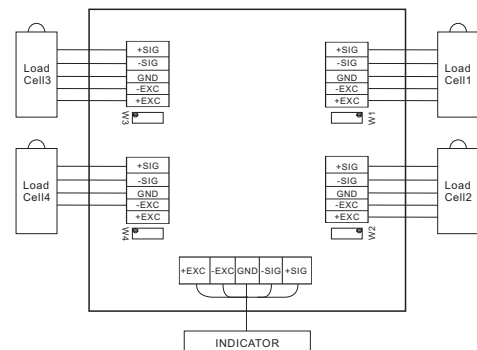 Load
Cell3
+SIG
-SIG
GND
-EXC
+EXC
W3
+SIG
-SIG
GND
-EXC
+EXC
W1
Load
Cell1
Load
Cell4
+SIG
-SIG
GND
-EXC
+EXC
W4
+SIG
-SIG
GND
-EXC
+EXC
W2
Load
Cell2
+EXC -EXC GND -SIG +SIG
INDICATOR